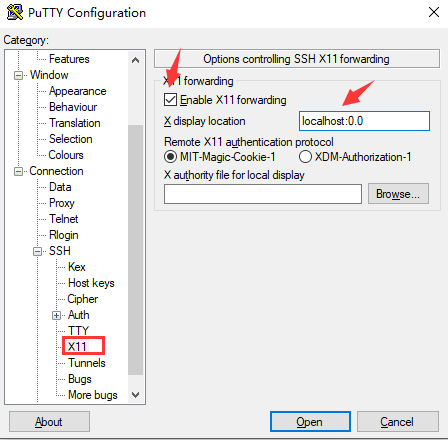 PuTTY Configuration
Category:
Features
Window
Appearance
Behaviour
Translation
Selection
Colours
Connection
Data
Proxy
Telnet
Rlogin
SSH
Kex
Host keys
Cipher
Auth
TTY
X11
Tunnels
Bugs
More bugs
Options controlling SSH X11 forwarding
X11 forwarding
Enable X11 forwarding
X display location
localhost:0.0
Remote X11 authentication protocol
MIT-Magic-Cookie-1 XDM-Authorization-1
X authority file for local display
Browse...
About Open Cancel